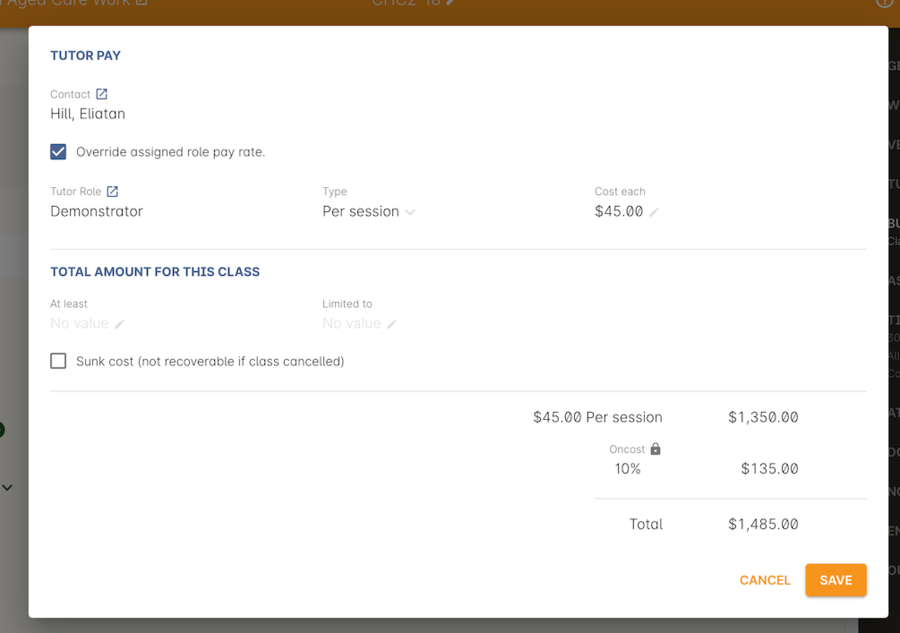 Aged Care Work
CHC2-18
TUTOR PAY
Contact
Hill, Eliatan
Override assigned role pay rate.
Tutor Role Type Cost each
Demonstrator Per session $45.00
TOTAL AMOUNT FOR THIS CLASS
At least Limited to
No value No value
Sunk cost (not recoverable if class cancelled)
$45.00 Per session $1,350.00
Oncost
10% $135.00
Total $1,485.00
CANCEL SAVE